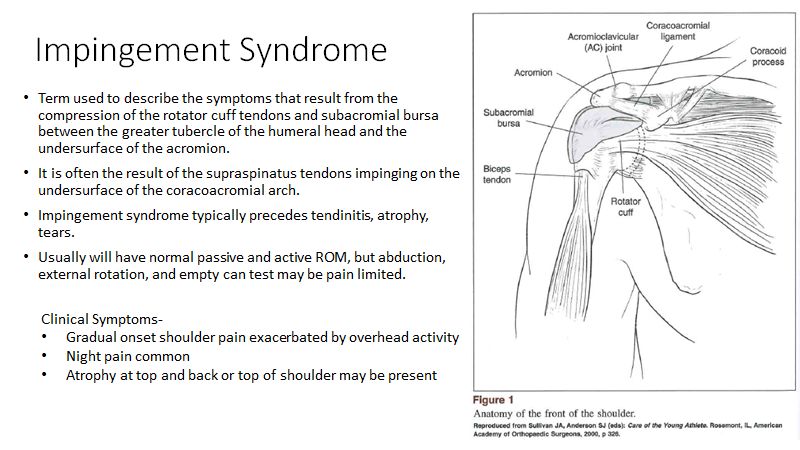 Impingement Syndrome
• Term used to describe the symptoms that result from the
compression of the rotator cuff tendons and subacromial bursa
between the greater tubercle of the humeral head and the
undersurface of the acromion.
• It is often the result of the supraspinatus tendons impinging on the
undersurface of the coracoacromial arch.
• Impingement syndrome typically precedes tendinitis, atrophy,
tears.
• Usually will have normal passive and active ROM, but abduction,
external rotation, and empty can test may be pain limited.
Clinical Symptoms-
• Gradual onset shoulder pain exacerbated by overhead activity
• Night pain common
• Atrophy at top and back or top of shoulder may be present
Coracoacromial
ligament
Acromioclavicular
(AC) joint
Coracoid
process
Acromion
Subacromial
bursa
Biceps
tendon
Rotator
cuff
Figure 1
Anatomy of the front of the shoulder.
Reproduced from Sullivan JA, Anderson SJ (eds): Care of the Young Athlete. Rosemont, IL, American
Academy of Orthopaedic Surgeons, 2000, p 326.